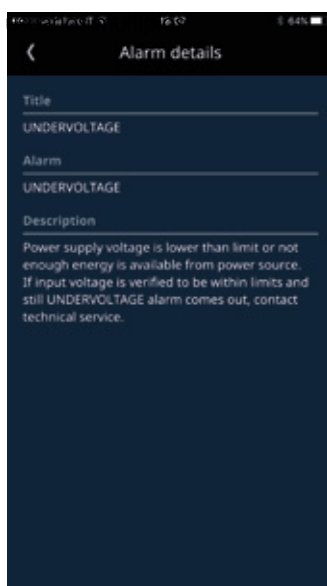 64%
Alarm details
Title
UNDERVOLTAGE
Alarm
UNDERVOLTAGE
Description
Power supply voltage is lower than limit or not
enough energy is available from power source.
If input voltage is verified to be within limits and
still UNDERVOLTAGE alarm comes out, contact
technical service.